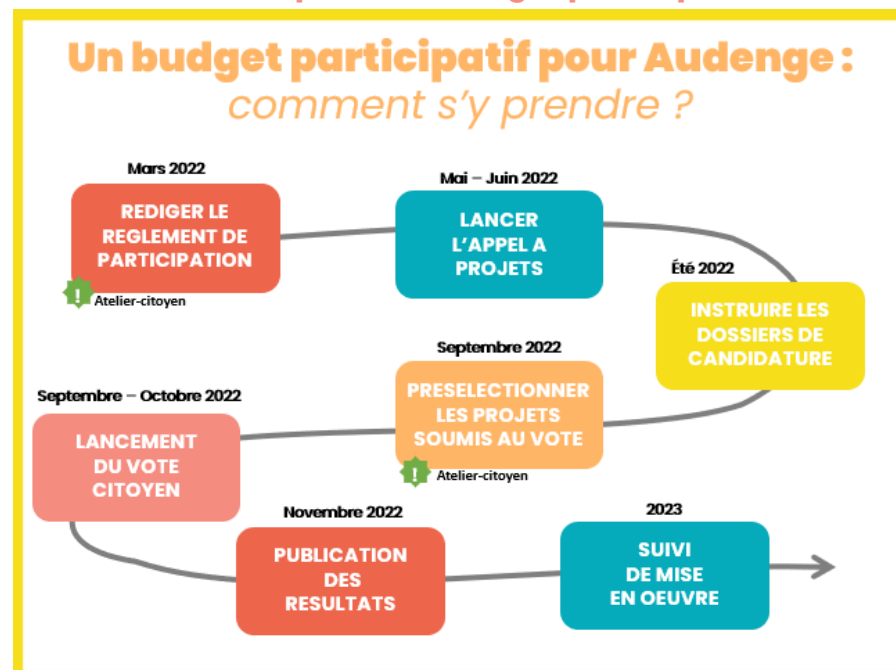 Un budget participatif pour Audenge :
comment s'y prendre ?
Mars 2022
REDIGER LE
REGLEMENT DE
PARTICIPATION
! Atelier-citoyen
Mai – Juin 2022
LANCER
L'APPEL A
PROJETS
Été 2022
INSTRUIRE LES
DOSSIERS DE
CANDIDATURE
Septembre 2022
PRESELECTIONNER
LES PROJETS
SOUMIS AU VOTE
! Atelier-citoyen
Septembre – Octobre 2022
LANCEMENT
DU VOTE
CITOYEN
Novembre 2022
PUBLICATION
DES
RESULTATS
2023
SUIVI
DE MISE
EN OEUVRE